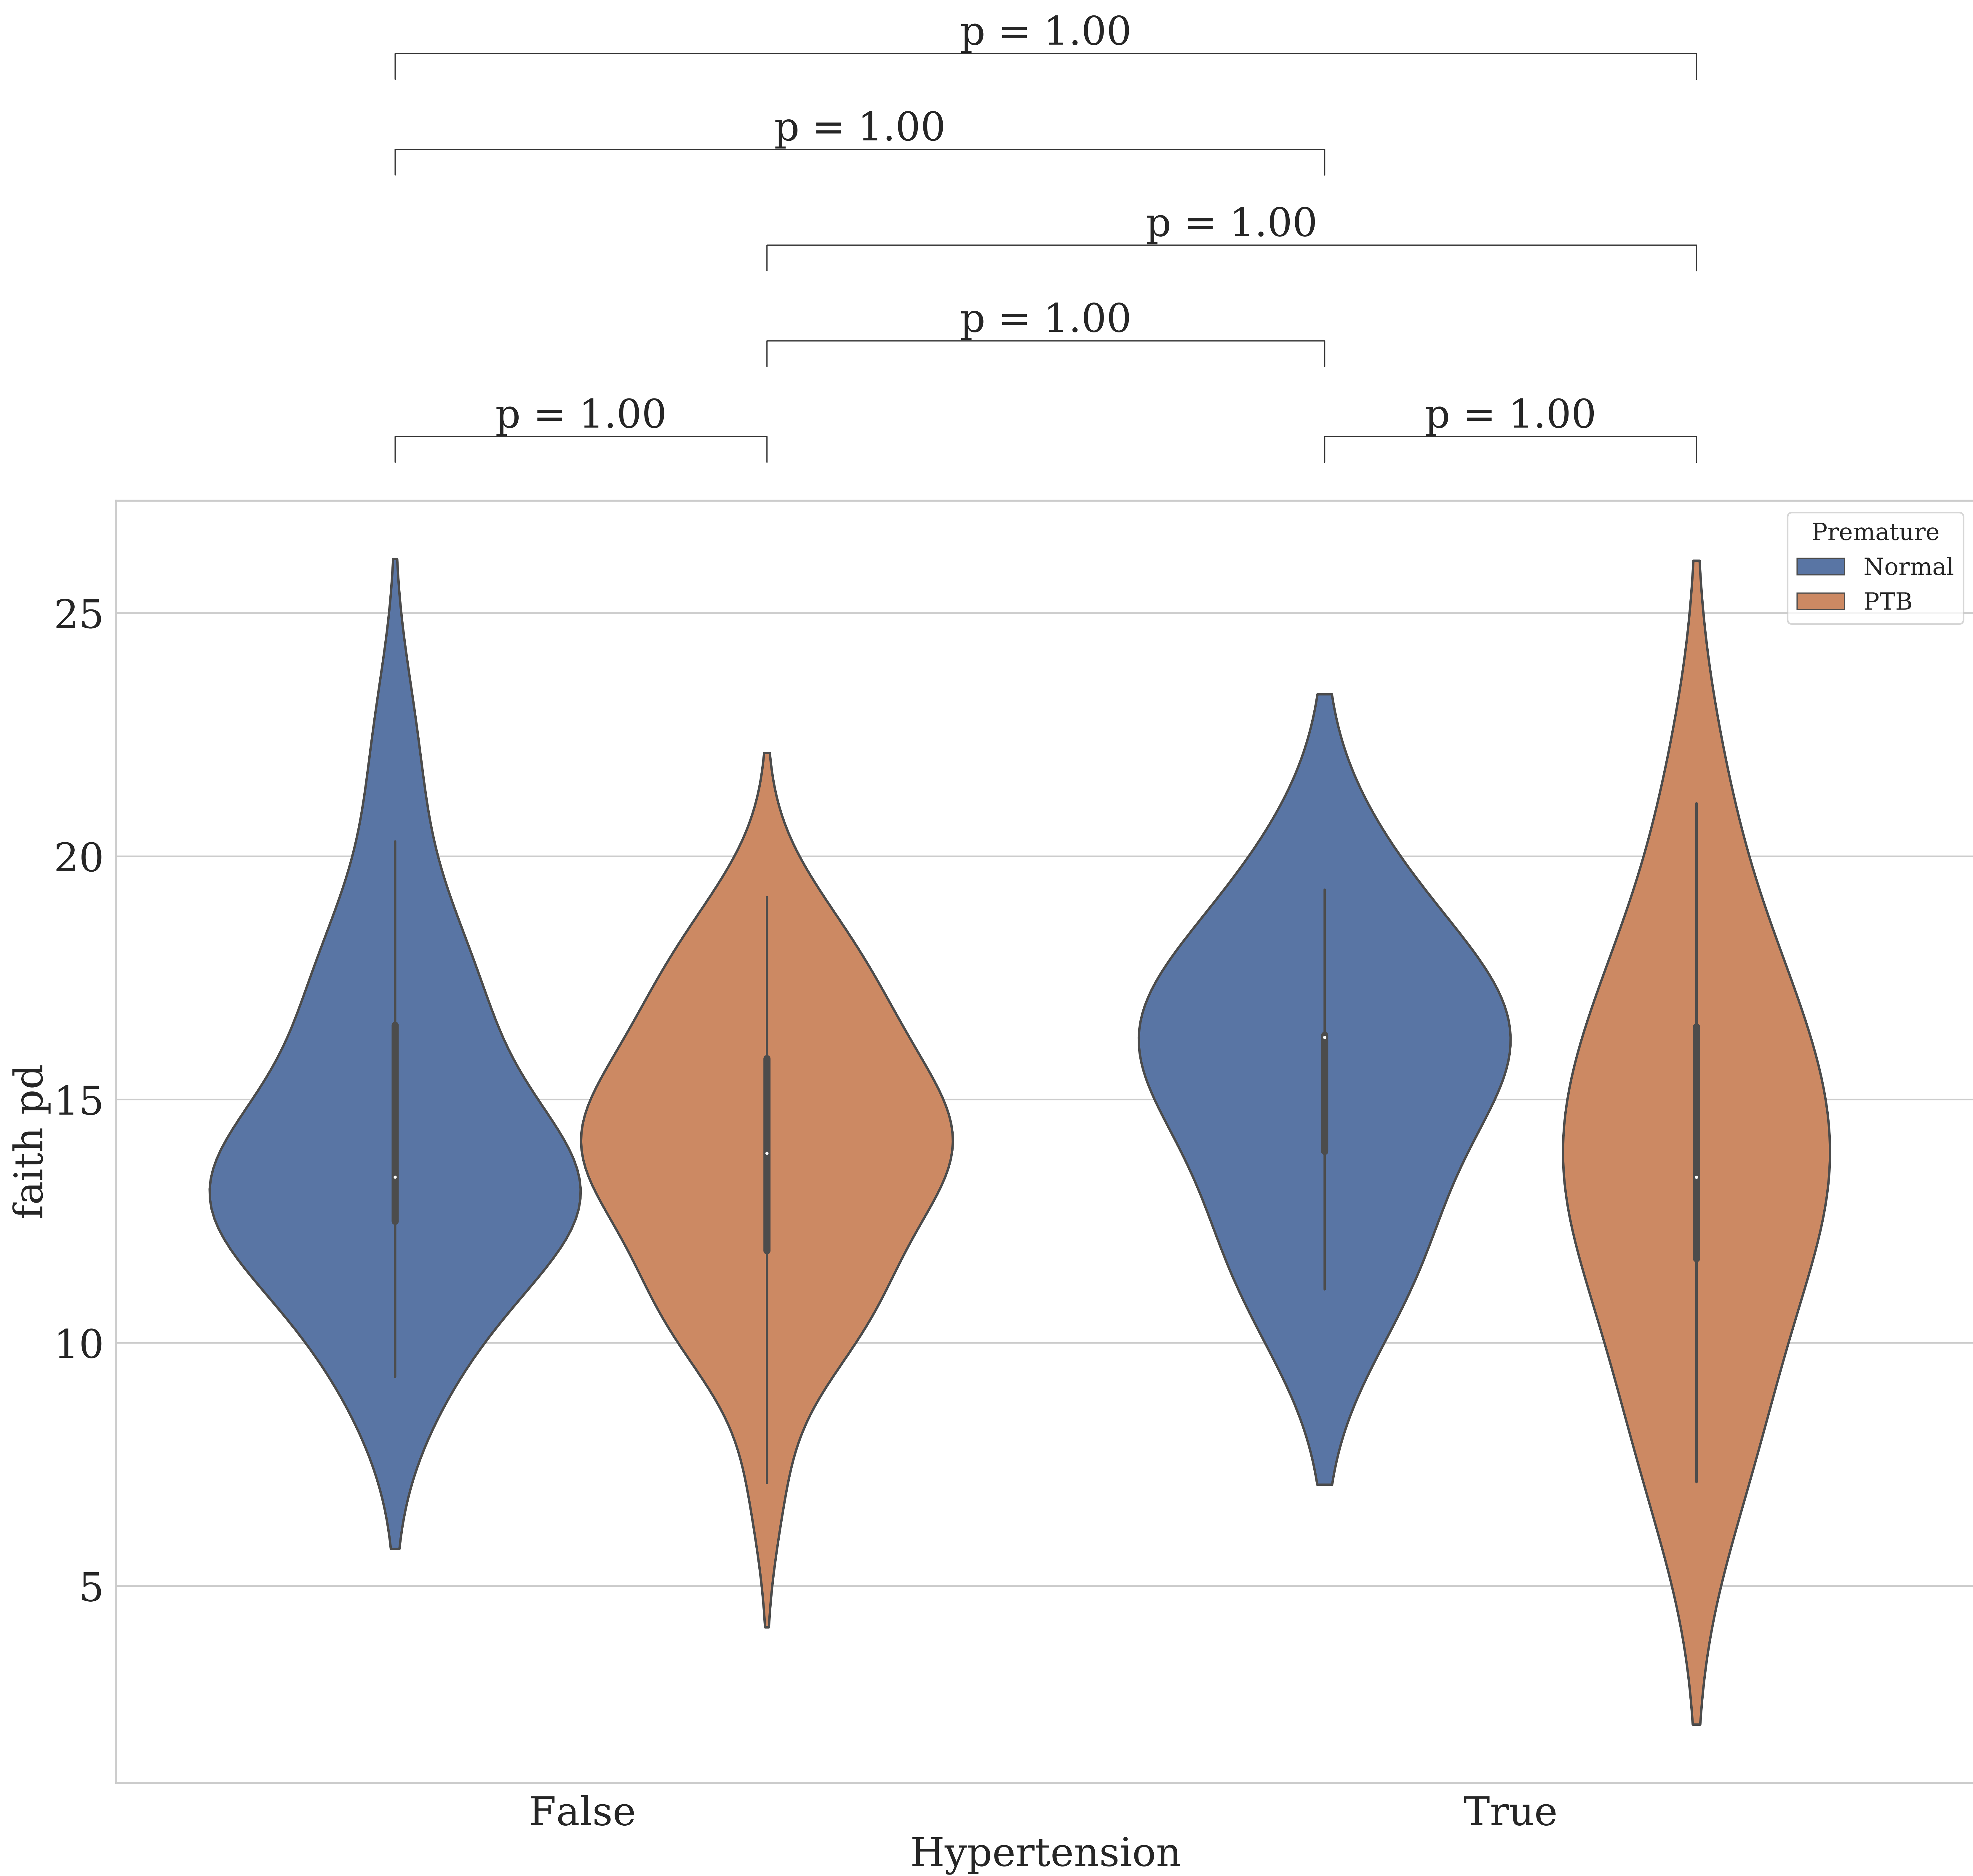 p = 1.00
p = 1.00
p = 1.00
p = 1.00
p = 1.00
p = 1.00
Premature
Normal
PTB
25
20
15
10
5
faith pd
False
True
Hypertension